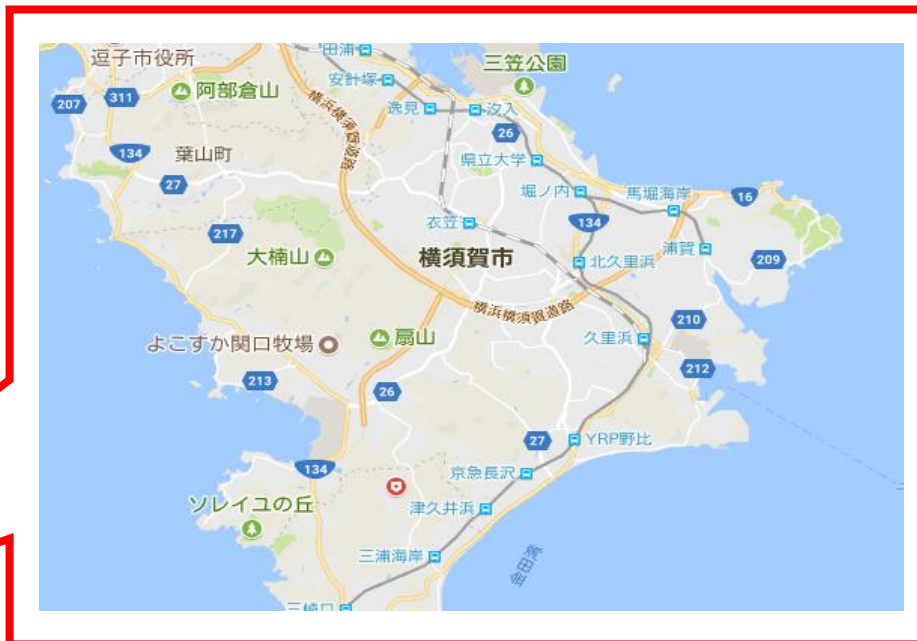 逗子市役所
田浦
三笠公園
安針塚
阿部倉山
207
311
逸見
汐入
横浜横須賀道路
26
134
葉山町
県立大学
27
堀ノ内
馬堀海岸
16
衣笠
134
217
大楠山
横須賀市
浦賀
北久里浜
209
横浜横須賀道路
210
よこすか関口牧場
扇山
久里浜
213
26
212
27
YRP野比
134
京急長沢
ソレイユの丘
津久井浜
三浦海岸
金田湾
三崎口